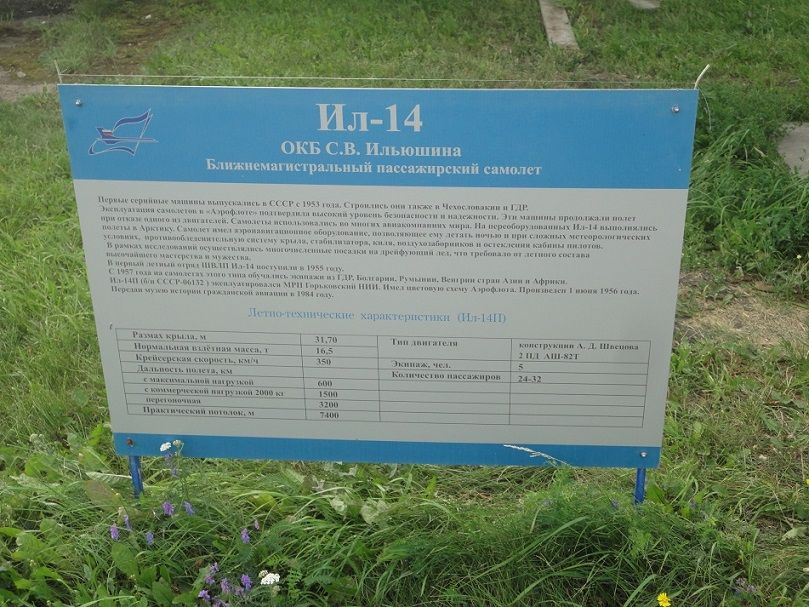 Ил-14
ОКБ С.В. Ильюшина
Ближнемагистральный пассажирский самолет
Первые серийные машины выпускались в СССР с 1953 года. Строились они также в Чехословакии и ГДР.
Эксплуатация самолетов в «Аэрофлоте» подтвердила высокий уровень безопасности и надежности. Эти машины продолжали полет
при отказе одного из двигателей. Самолеты использовались во многих авиакомпаниях мира. На переоборудованных Ил-14 выполнялись
полеты в Арктику. Самолет имел аэронавигационное оборудование, позволяющее ему летать ночью и при сложных метеорологических
условиях, противообледенительную систему крыла, стабилизатора, киля, воздухозаборников и остекления кабины пилотов.
В рамках исследований осуществлялись многочисленные посадки на дрейфующий лед, что требовало от летного состава
высочайшего мастерства и мужества.
В первый летный отряд ШВЛП Ил-14 поступили в 1955 году.
С 1957 года на самолетах этого типа обучались экипажи из ГДР, Болгарии, Румынии, Венгрии стран Азии и Африки.
Ил-14П (б/н СССР-06132 ) эксплуатировался МРП Горьковский НИИ. Имел цветовую схему Аэрофлота. Произведен 1 июня 1956 года.
Передан музею истории гражданской авиации в 1984 году.
Летно-технические характеристики (Ил-14П)
Размах крыла, м 31,70 Тип двигателя конструкции А. Д. Швецова
Нормальная взлётная масса, т 16,5 2 ПД АШ-82Т
Крейсерская скорость, км/ч 350 Экипаж, чел. 5
Дальность полета, км Количество пассажиров 24-32
с максимальной нагрузкой 600
с коммерческой нагрузкой 2000 кг 1500
перегоночная 3200
Практический потолок, м 7400